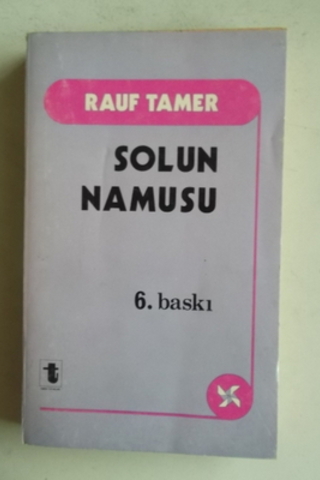 RAUF TAMER
SOLUN
NAMUSU
6. baskı
t